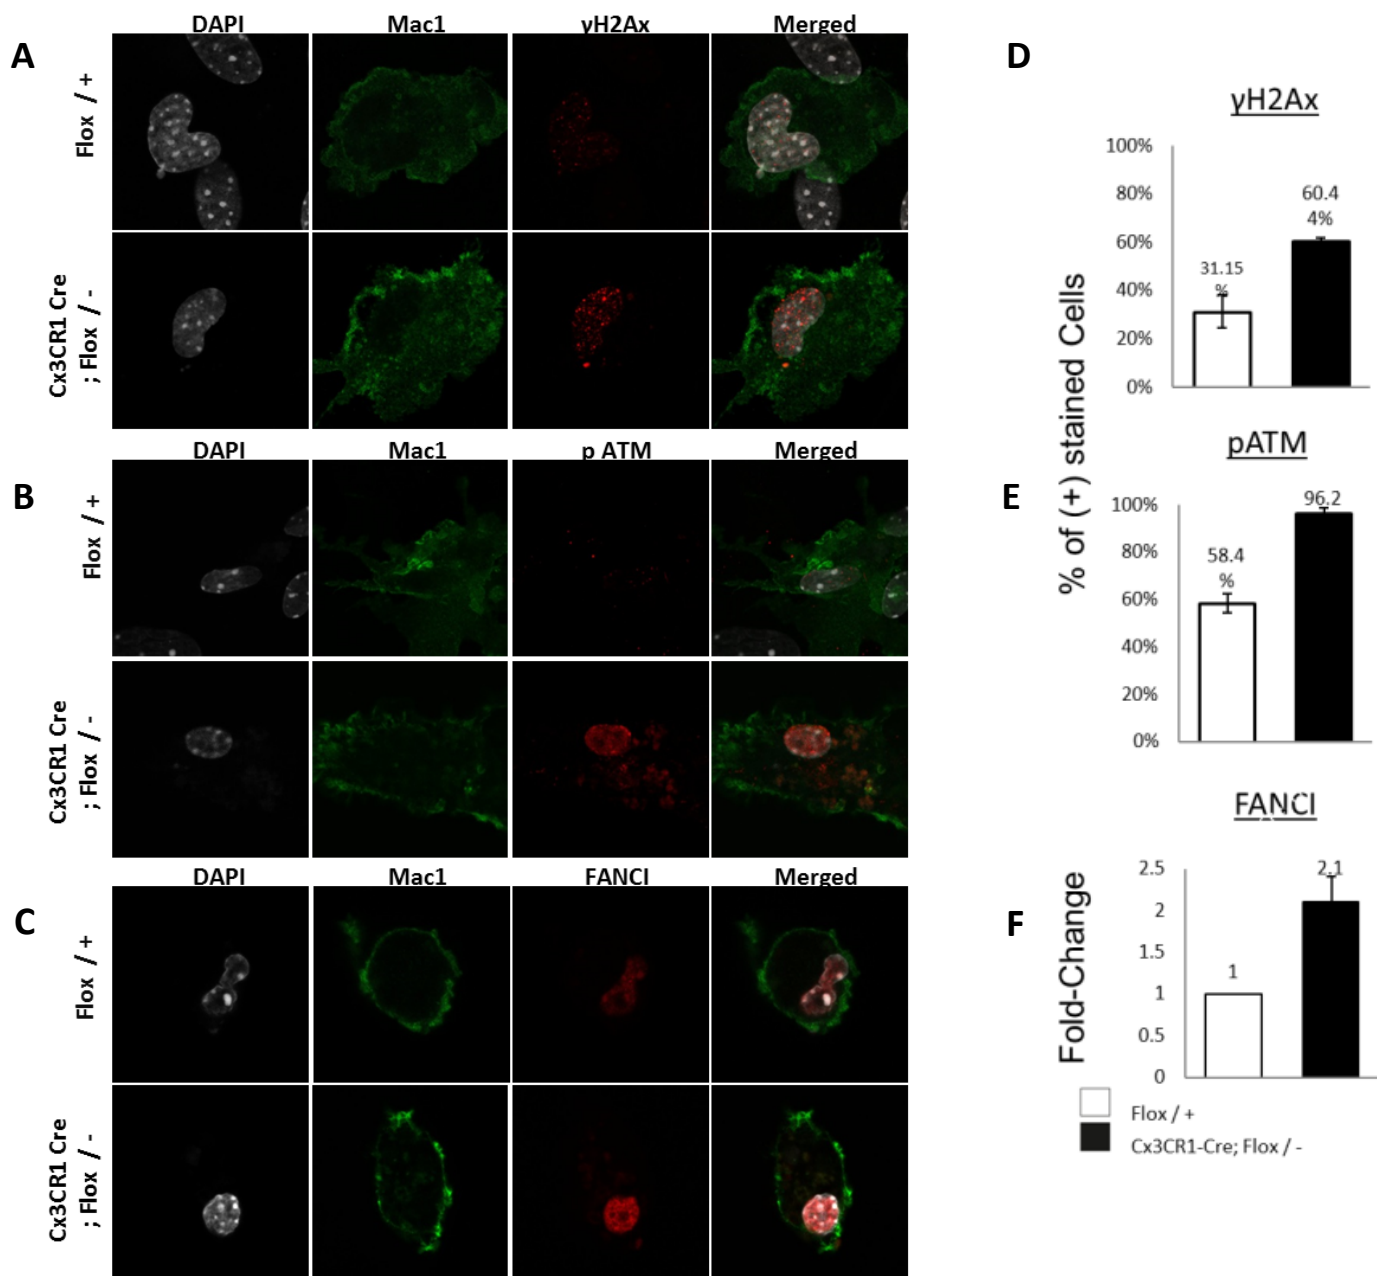 A
DAPI Mac1 γH2Ax Merged
Flox / +
Cx3CR1 Cre
; Flox / -
B
DAPI Mac1 p ATM Merged
Flox / +
Cx3CR1 Cre
; Flox / -
C
DAPI Mac1 FANCI Merged
Flox / +
Cx3CR1 Cre
; Flox / -
D
γH2Ax
% of (+) stained Cells
100%
80%
60%
40%
20%
0%
31.15
%
60.4
4%
E
pATM
100%
80%
60%
40%
20%
0%
58.4
%
96.2
F
FANCI
Fold-Change
2.5
2
1.5
1
0.5
0
1
2.1
Flox / +
Cx3CR1-Cre; Flox / -